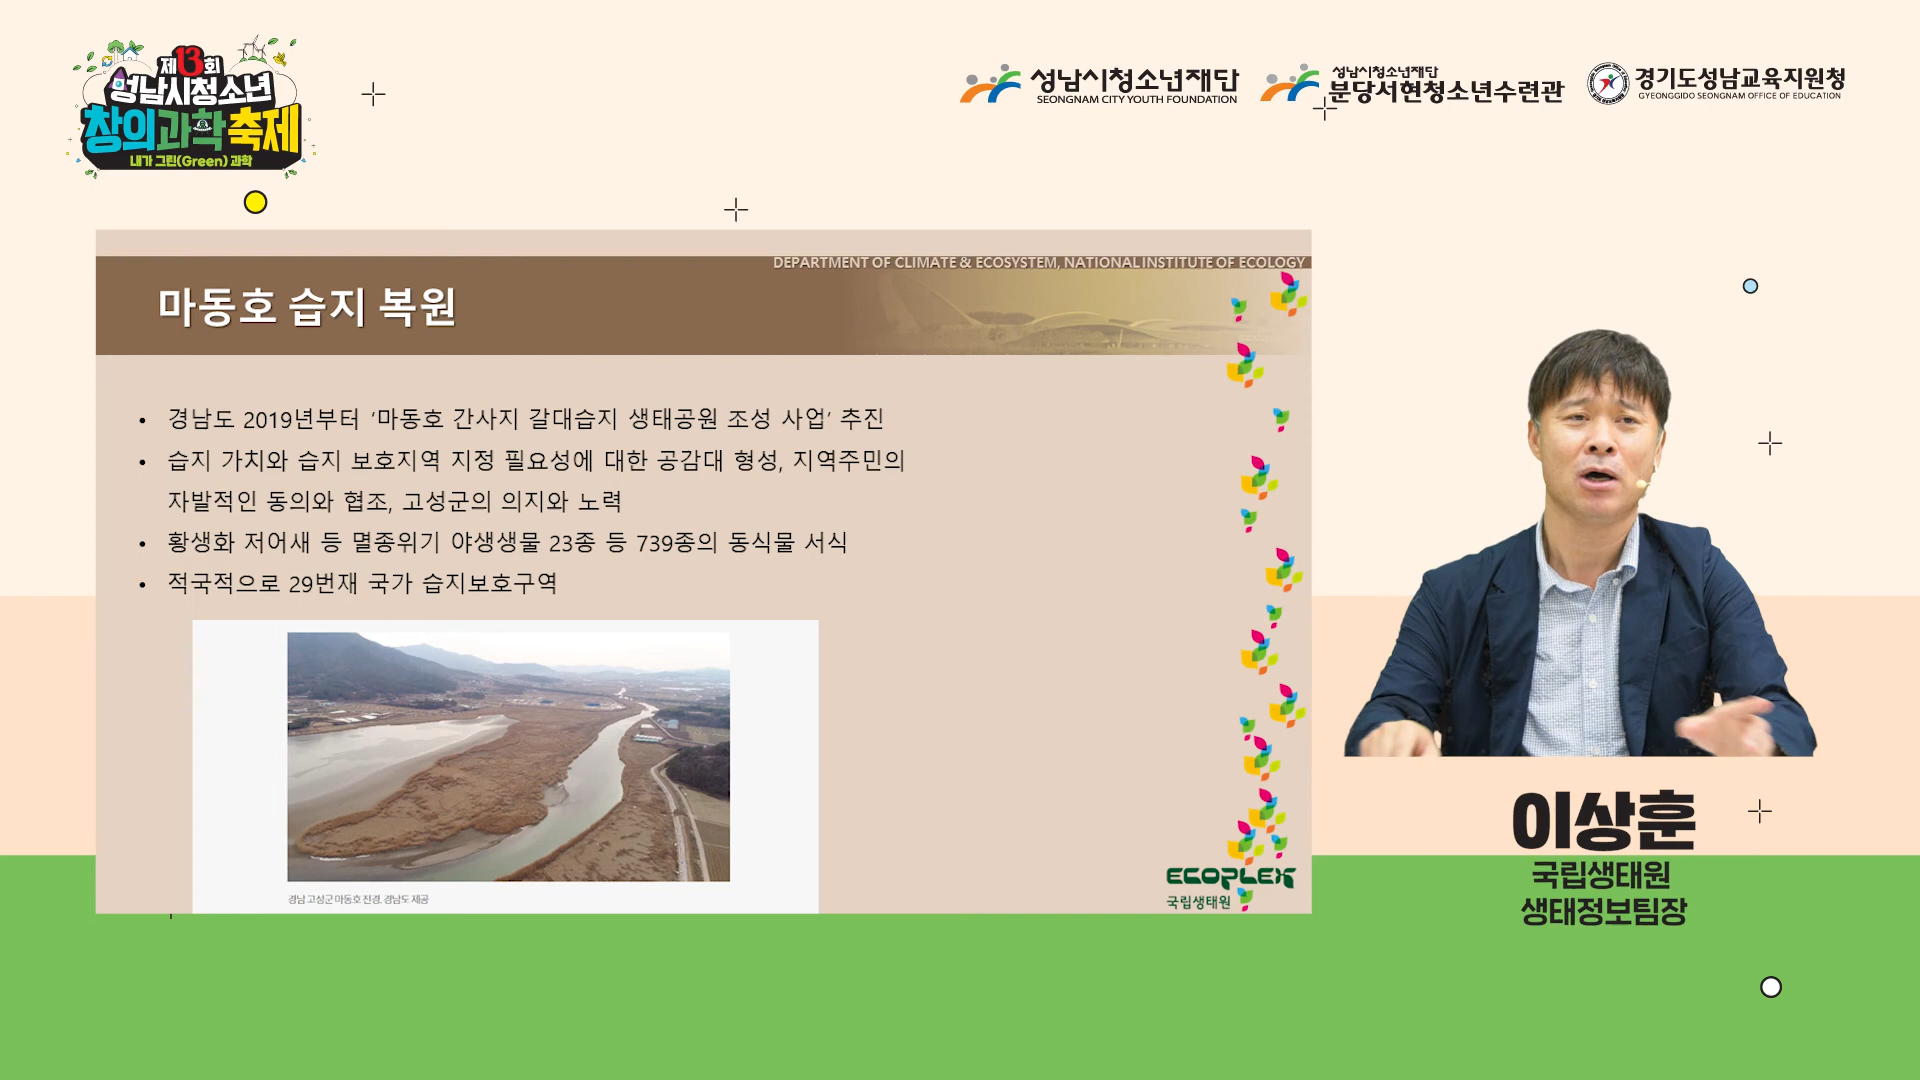 제13회
성남시청소년
창의과학축제
내가 그린(Green) 과학
성남시청소년재단
SEONGNAM CITY YOUTH FOUNDATION
성남시청소년재단
분당서현청소년수련관
경기도성남교육지원청
GYEONGGIDO SEONGNAM OFFICE OF EDUCATION
DEPARTMENT OF CLIMATE & ECOSYSTEM, NATIONAL INSTITUTE OF ECOLOGY
마동호 습지 복원
• 경남도 2019년부터 ‘마동호 간사지 갈대습지 생태공원 조성 사업’ 추진
• 습지 가치와 습지 보호지역 지정 필요성에 대한 공감대 형성, 지역주민의
자발적인 동의와 협조, 고성군의 의지와 노력
• 황생화 저어새 등 멸종위기 야생생물 23종 등 739종의 동식물 서식
• 적국적으로 29번재 국가 습지보호구역
경남 고성군 마동호 전경. 경남도 제공
ECOPLEX
국립생태원
이상훈
국립생태원
생태정보팀장